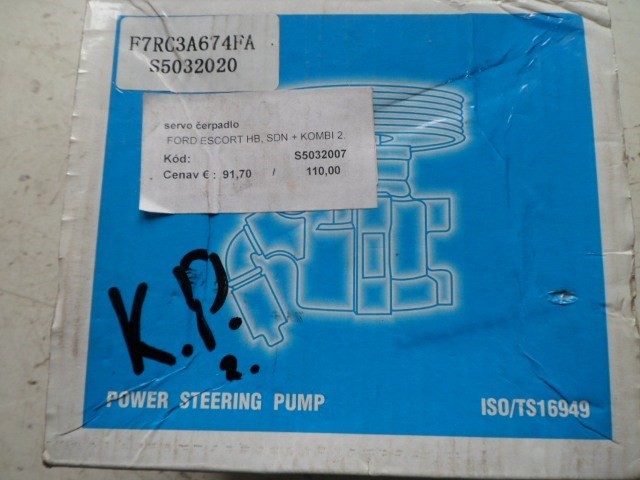 F7RC3A674FA
S5032020
servo čerpadlo
FORD ESCORT HB, SDN + KOMBI 2.
Kód: S5032007
Cenav € : 91,70 / 110,00
K.P.
2.
POWER STEERING PUMP
ISO/TS16949